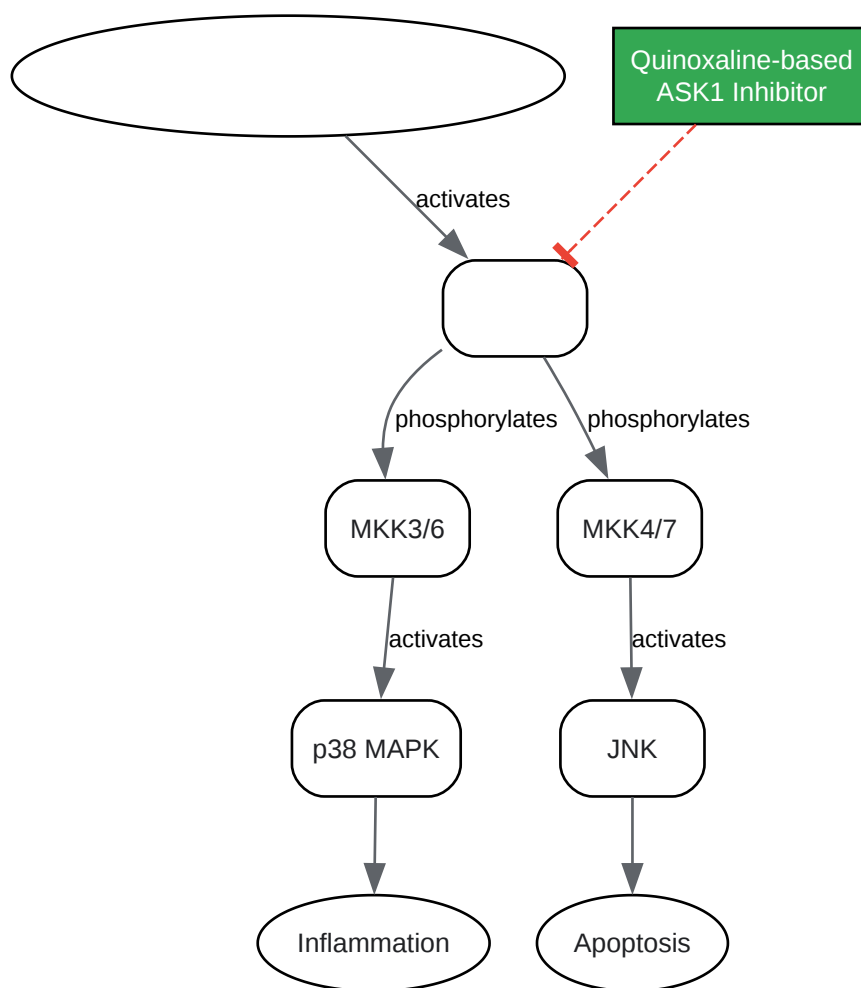 Quinoxaline-based
ASK1 Inhibitor
activates
phosphorylates
phosphorylates
MKK3/6
MKK4/7
activates
activates
p38 MAPK
JNK
Inflammation
Apoptosis